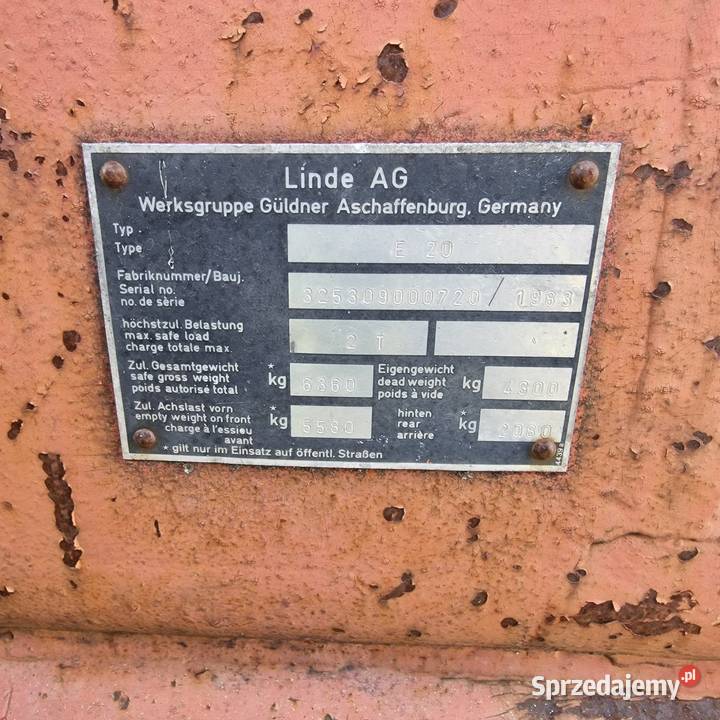 Linde AG
Werksgruppe Güldner Aschaffenburg, Germany
Typ
Type
E 20
Fabriknummer/Bauj.
Serial no.
no. de sèrie
325309000720/1983
höchstzul. Belastung
max. safe load
charge totale max.
2 T
Zul. Gesamtgewicht
safe gross weight
poids autorisé total
* kg 6360
Eigengewicht
dead weight
poids à vide
kg 4300
Zul. Achslast vorn
empty weight on front
charge à l'essieu
avant
* kg 5580
hinten
rear
arrière
* kg 2080
* gilt nur im Einsatz auf öffentl. Straßen
Sprzedajemy.pl